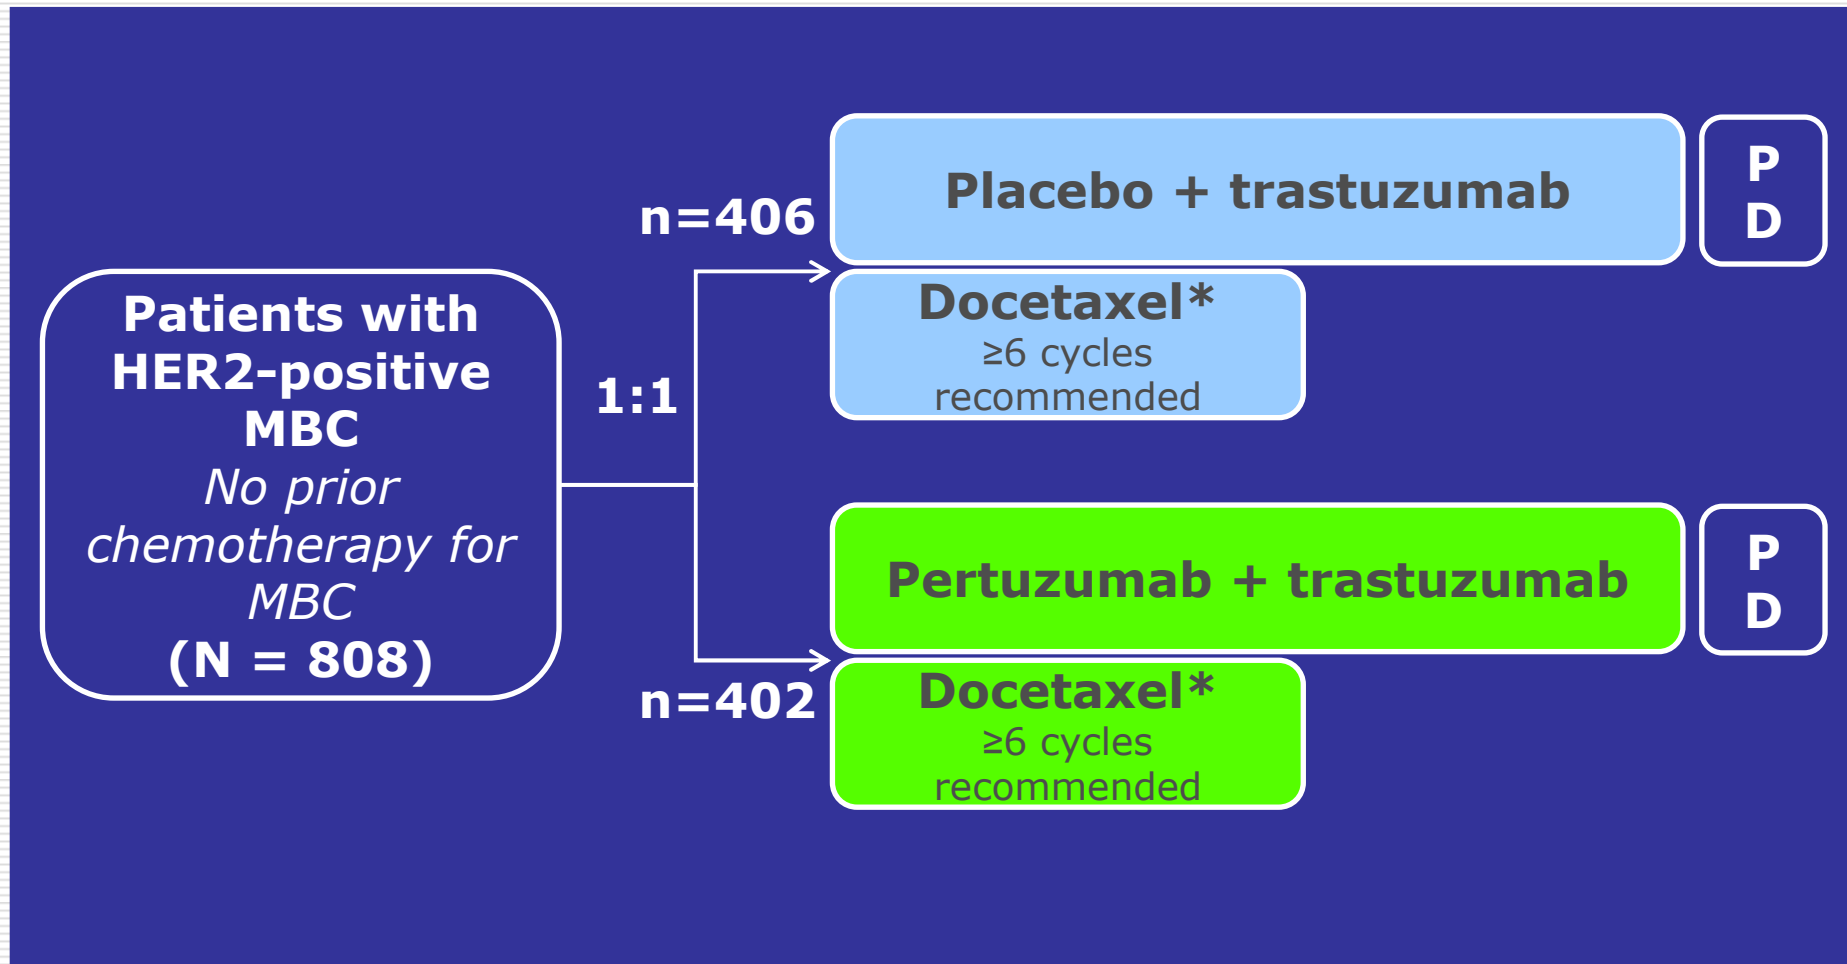 Patients with
HER2-positive
MBC
No prior
chemotherapy for
MBC
(N = 808)
1:1
n=406
Placebo + trastuzumab
P
D
Docetaxel*
≥6 cycles
recommended
n=402
Pertuzumab + trastuzumab
P
D
Docetaxel*
≥6 cycles
recommended